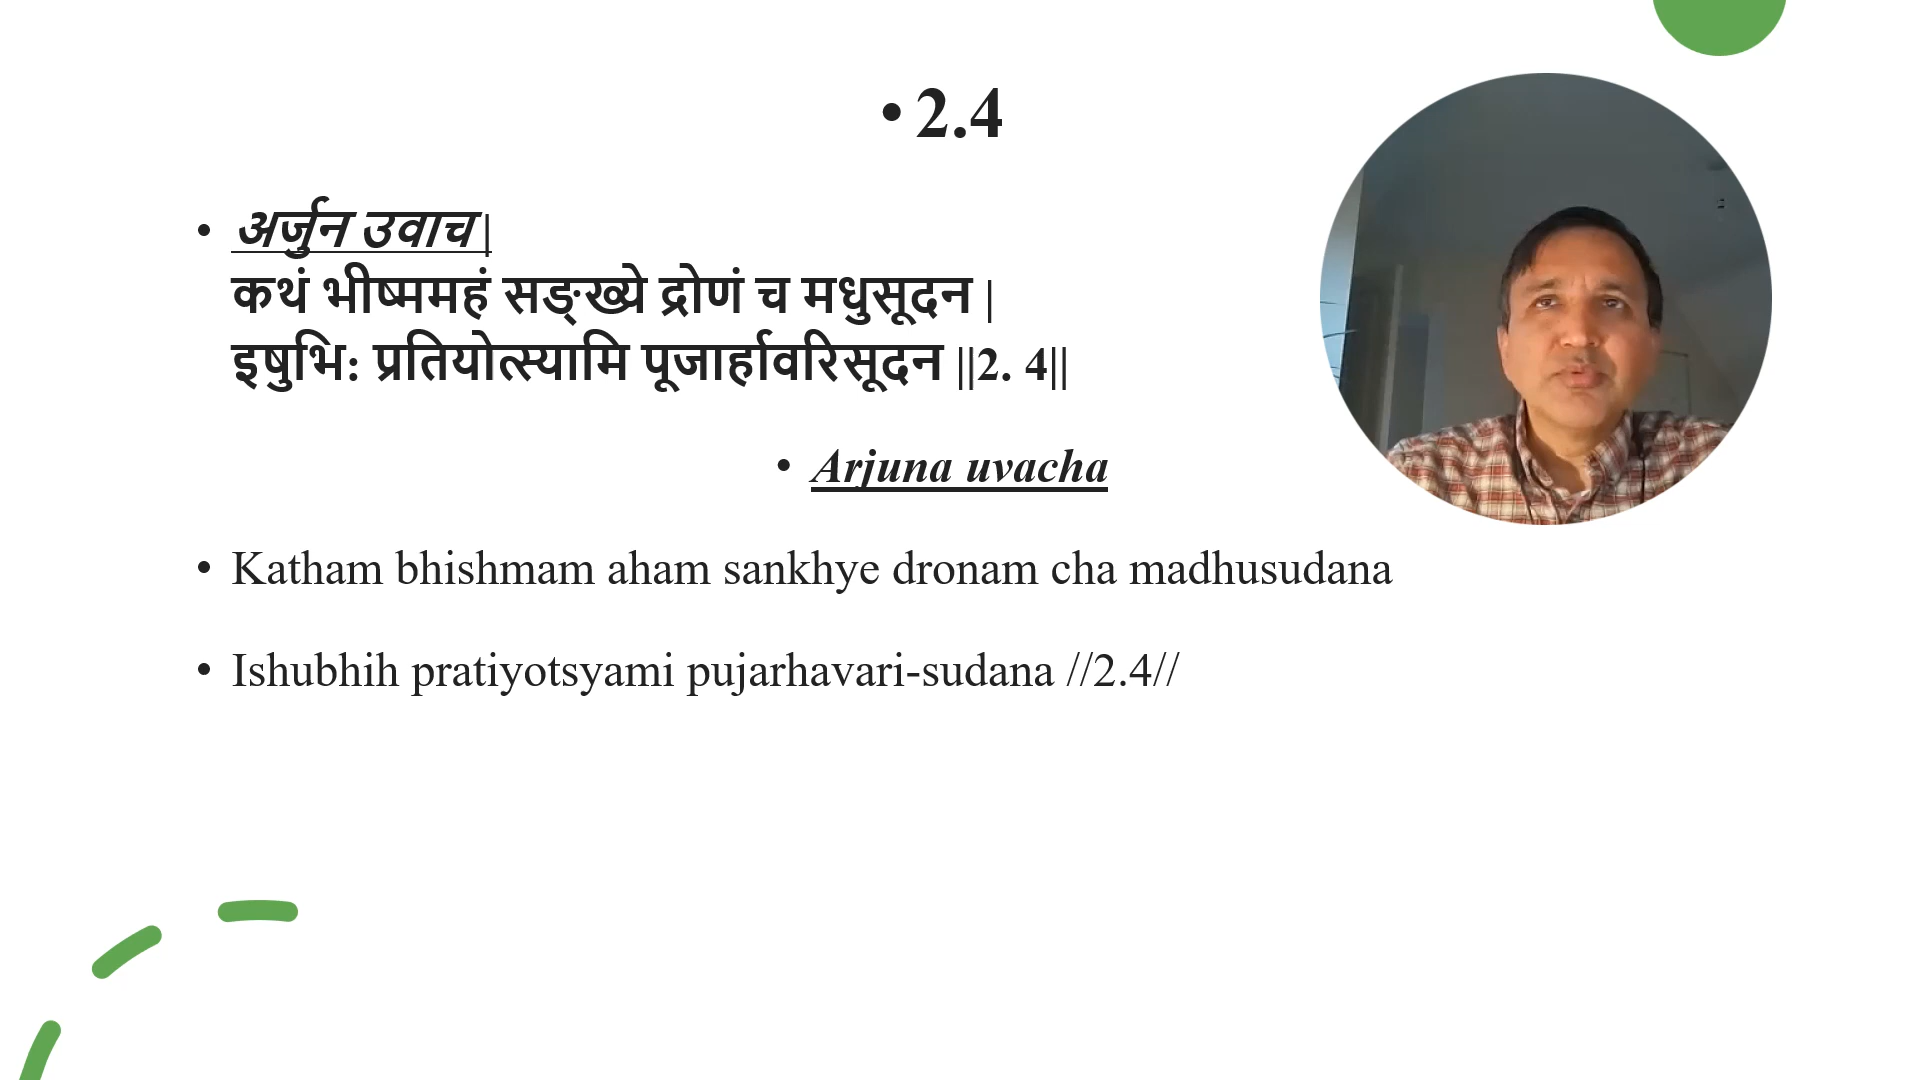 • 2.4
• अर्जुन उवाच |
कथं भीष्ममहं सङ्ख्ये द्रोणं च मधुसूदन |
इषुभि: प्रतियोत्स्यामि पूजार्हावरिसूदन ||2. 4||
• Arjuna uvacha
• Katham bhishmam aham sankhye dronam cha madhusudana
• Ishubhih pratiyotsyami pujarhavari-sudana //2.4//